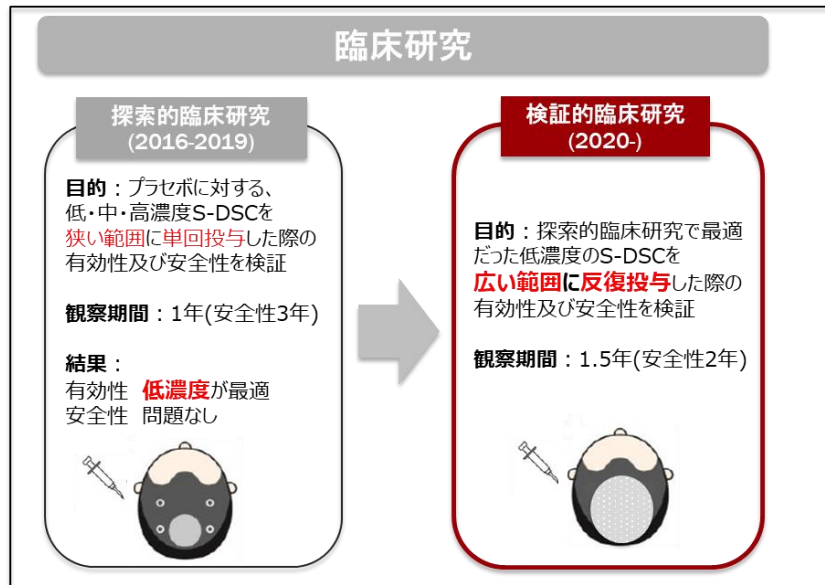 臨床研究
探索的臨床研究
(2016-2019)
目的：プラセボに対する、
低・中・高濃度S-DSCを
狭い範囲に単回投与した際の
有効性及び安全性を検証
観察期間：1年(安全性3年)
結果：
有効性 低濃度が最適
安全性 問題なし
検証的臨床研究
(2020-)
目的：探索的臨床研究で最適
だった低濃度のS-DSCを
広い範囲に反復投与した際の
有効性及び安全性を検証
観察期間：1.5年(安全性2年)